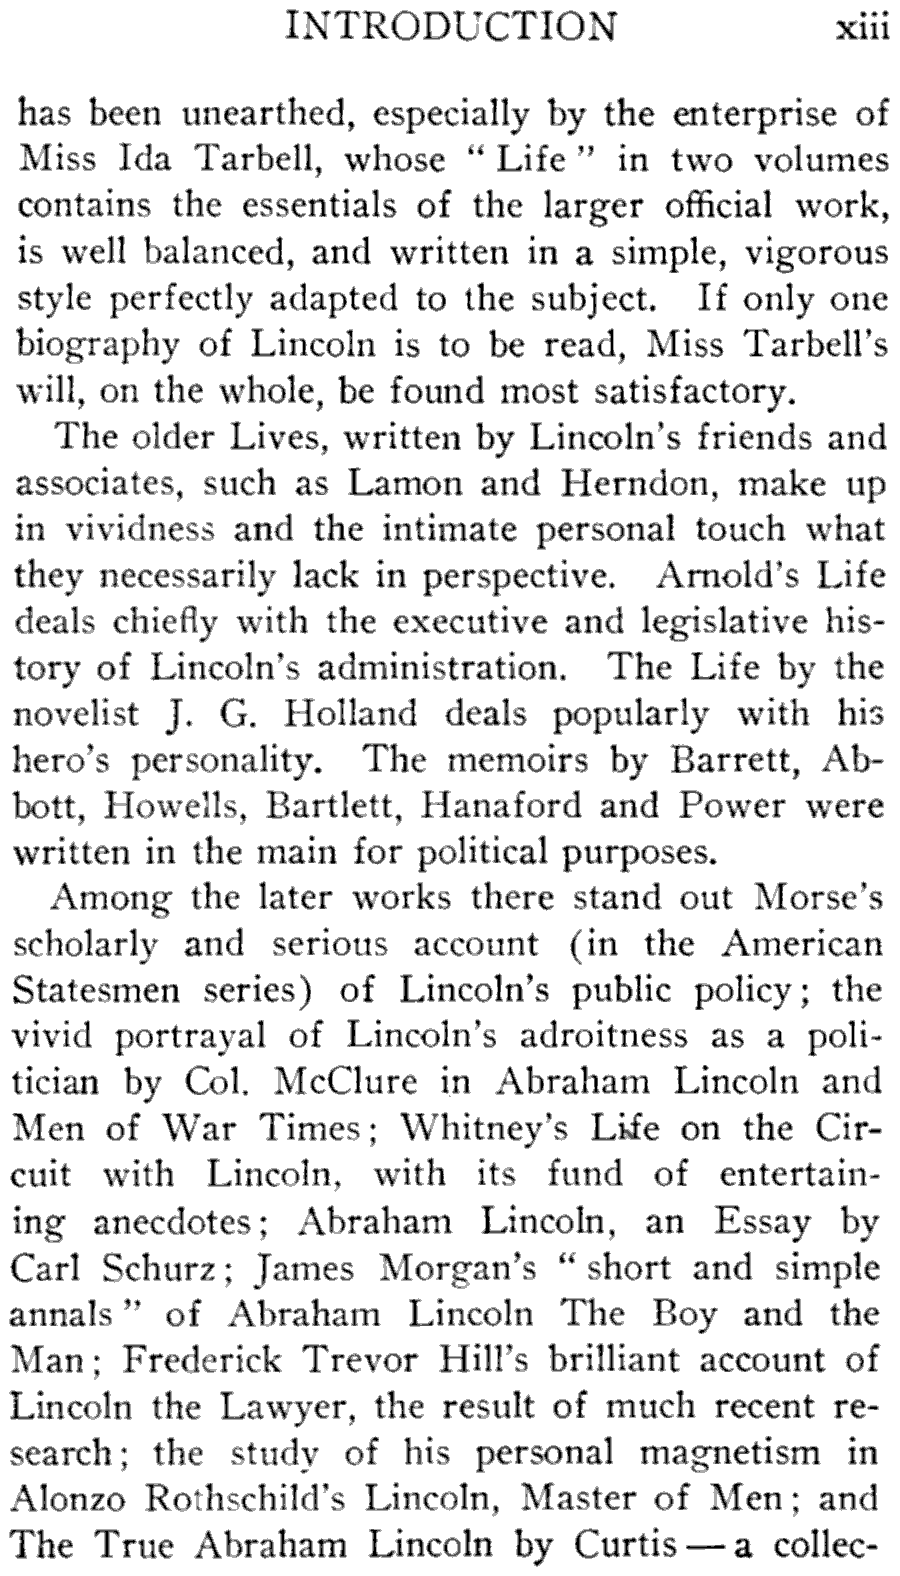 INTRODUCTION xiii
has been unearthed, especially by the enterprise of
Miss Ida Tarbell, whose “ Life ” in two volumes
contains the essentials of the larger official work,
is well balanced, and written in a simple, vigorous
style perfectly adapted to the subject. If only one
biography of Lincoln is to be read, Miss Tarbell’s
will, on the whole, be found most satisfactory.
The older Lives, written by Lincoln’s friends and
associates, such as Lamon and Herndon, make up
in vividness and the intimate personal touch what
they necessarily lack in perspective. Arnold’s Life
deals chiefly with the executive and legislative his-
tory of Lincoln’s administration. The Life by the
novelist J. G. Holland deals popularly with his
hero’s personality. The memoirs by Barrett, Ab-
bott, Howells, Bartlett, Hanaford and Power were
written in the main for political purposes.
Among the later works there stand out Morse’s
scholarly and serious account (in the American
Statesmen series) of Lincoln’s public policy; the
vivid portrayal of Lincoln’s adroitness as a poli-
tician by Col. McClure in Abraham Lincoln and
Men of War Times; Whitney’s Life on the Cir-
cuit with Lincoln, with its fund of entertain-
ing anecdotes; Abraham Lincoln, an Essay by
Carl Schurz; James Morgan’s “ short and simple
annals ” of Abraham Lincoln The Boy and the
Man; Frederick Trevor Hill’s brilliant account of
Lincoln the Lawyer, the result of much recent re-
search; the study of his personal magnetism in
Alonzo Rothschild’s Lincoln, Master of Men; and
The True Abraham Lincoln by Curtis — a collec-